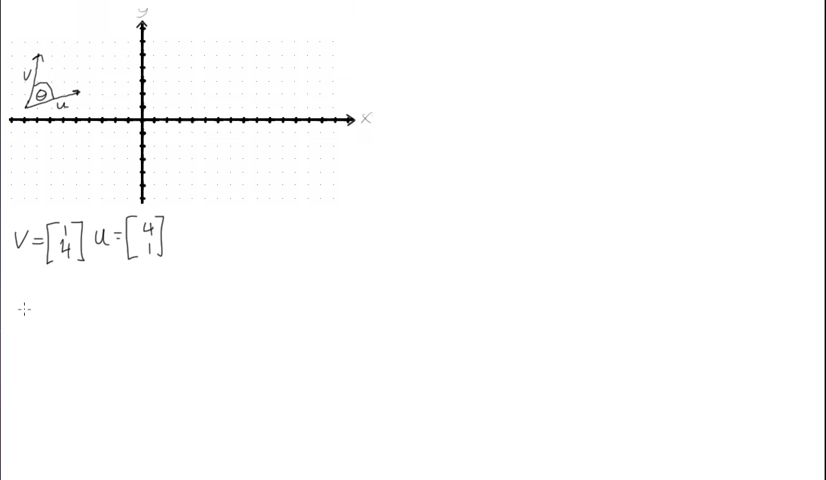 y
x
v
θ
u
V = [1 4] u = [4 1]